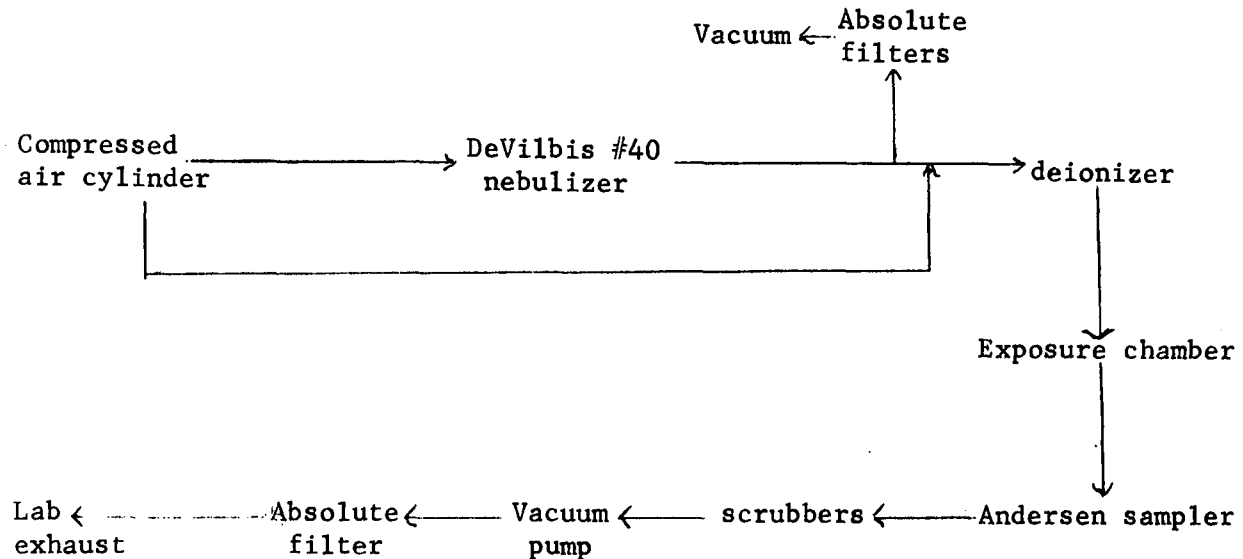 Vacuum
Absolute
filters
Compressed
air cylinder
DeVilbis #40
nebulizer
deionizer
Exposure chamber
Andersen sampler
scrubbers
Vacuum
pump
Absolute
filter
Lab
exhaust